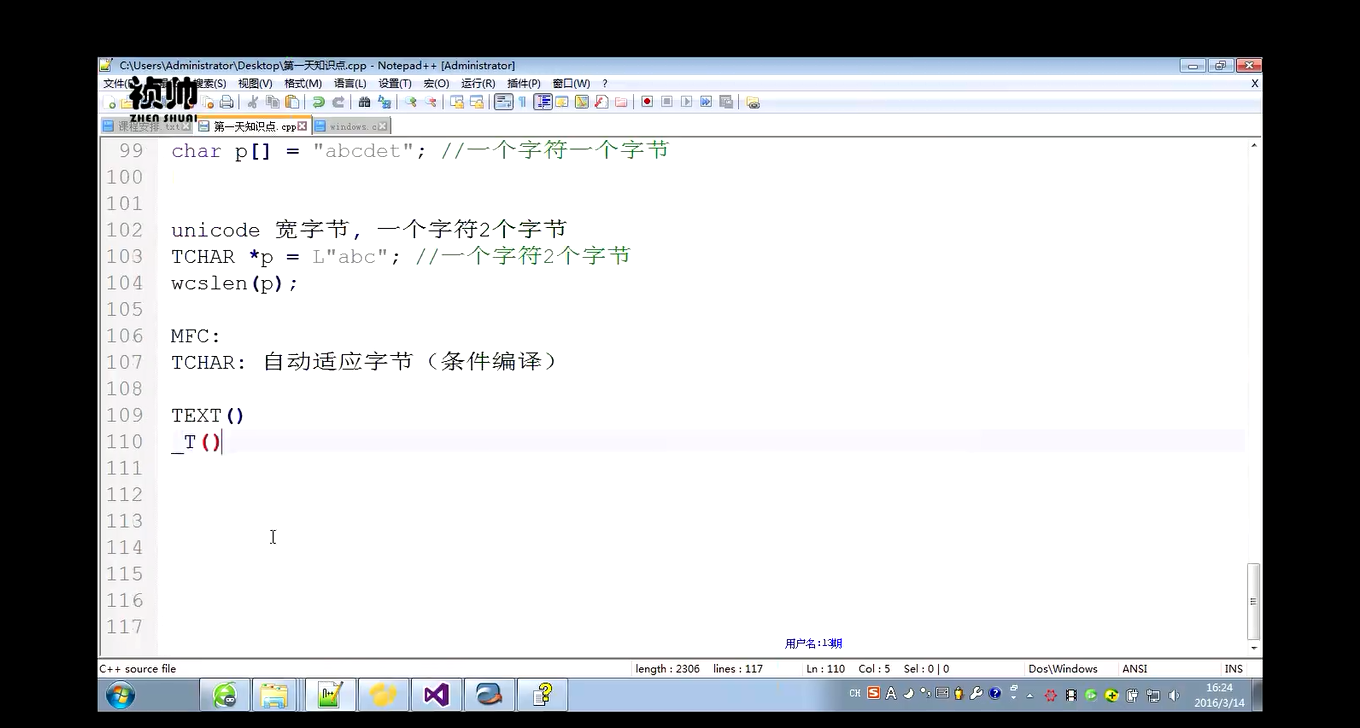 C:\Users\Administrator\Desktop\第一天知识点.cpp - Notepad++ [Administrator]
搜索(S) 视图(V) 格式(M) 语言(L) 设置(T) 宏(O) 运行(R) 插件(P) 窗口(W) ?
X
祯帅
ZHEN SHUAI
课程安排.txt 第一天知识点.cpp windows.c
99 char p[] = "abcdet"; //一个字符一个字节
100
101
102 unicode 宽字节, 一个字符2个字节
103 TCHAR *p = L"abc"; //一个字符2个字节
104 wcslen(p);
105
106 MFC:
107 TCHAR: 自动适应字节（条件编译）
108
109 TEXT()
110 _T()
111
112
113
114
115
116
117
用户名:13期
C++ source file length : 2306 lines : 117 Ln : 110 Col : 5 Sel : 0 | 0 Dos\Windows ANSI INS
CH
16:24
2016/3/14